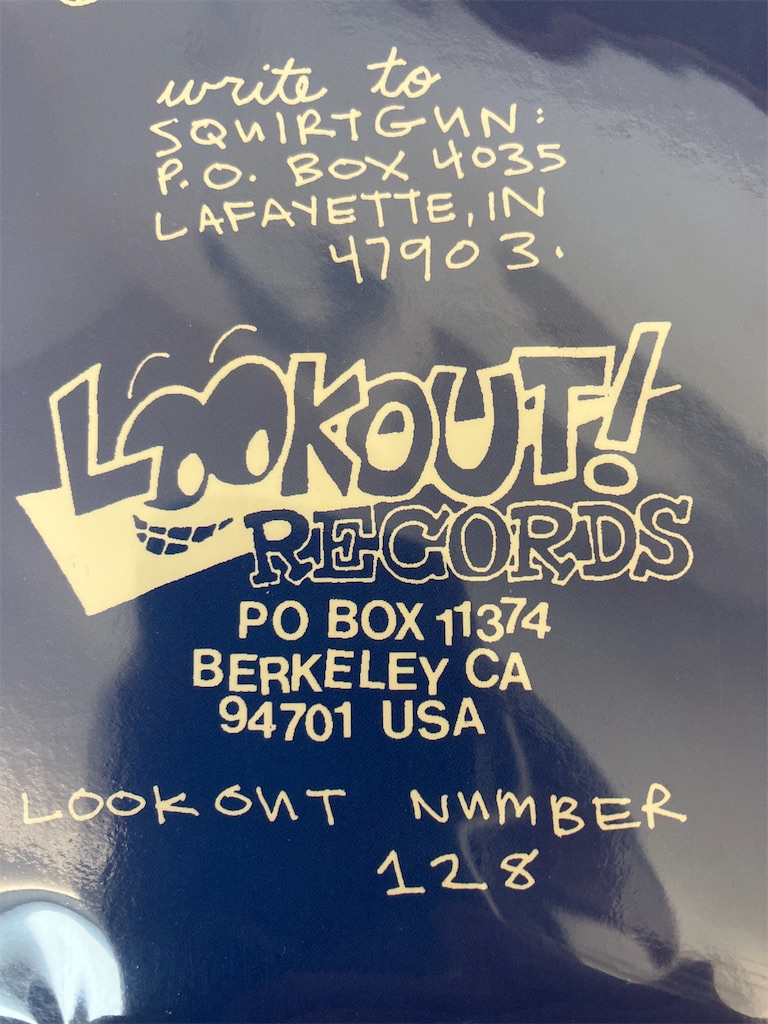 write to
SQUIRTGUN:
P.O. BOX 4035
LAFAYETTE, IN
47903.
LOOKOUT!
RECORDS
PO BOX 11374
BERKELEY CA
94701 USA
LOOKOUT NUMBER
128